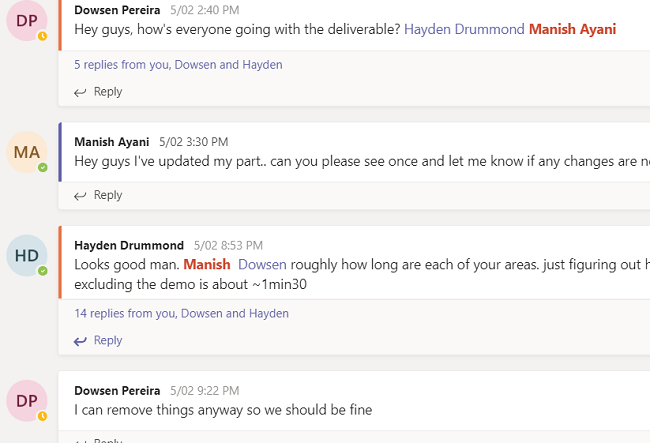 DP
Dowsen Pereira 5/02 2:40 PM
Hey guys, how's everyone going with the deliverable? Hayden Drummond Manish Ayani
5 replies from you, Dowsen and Hayden
Reply
MA
Manish Ayani 5/02 3:30 PM
Hey guys I've updated my part.. can you please see once and let me know if any changes are
Reply
HD
Hayden Drummond 5/02 8:53 PM
Looks good man. Manish Dowsen roughly how long are each of your areas. just figuring out
excluding the demo is about ~1min30
14 replies from you, Dowsen and Hayden
Reply
DP
Dowsen Pereira 5/02 9:22 PM
I can remove things anyway so we should be fine
Reply